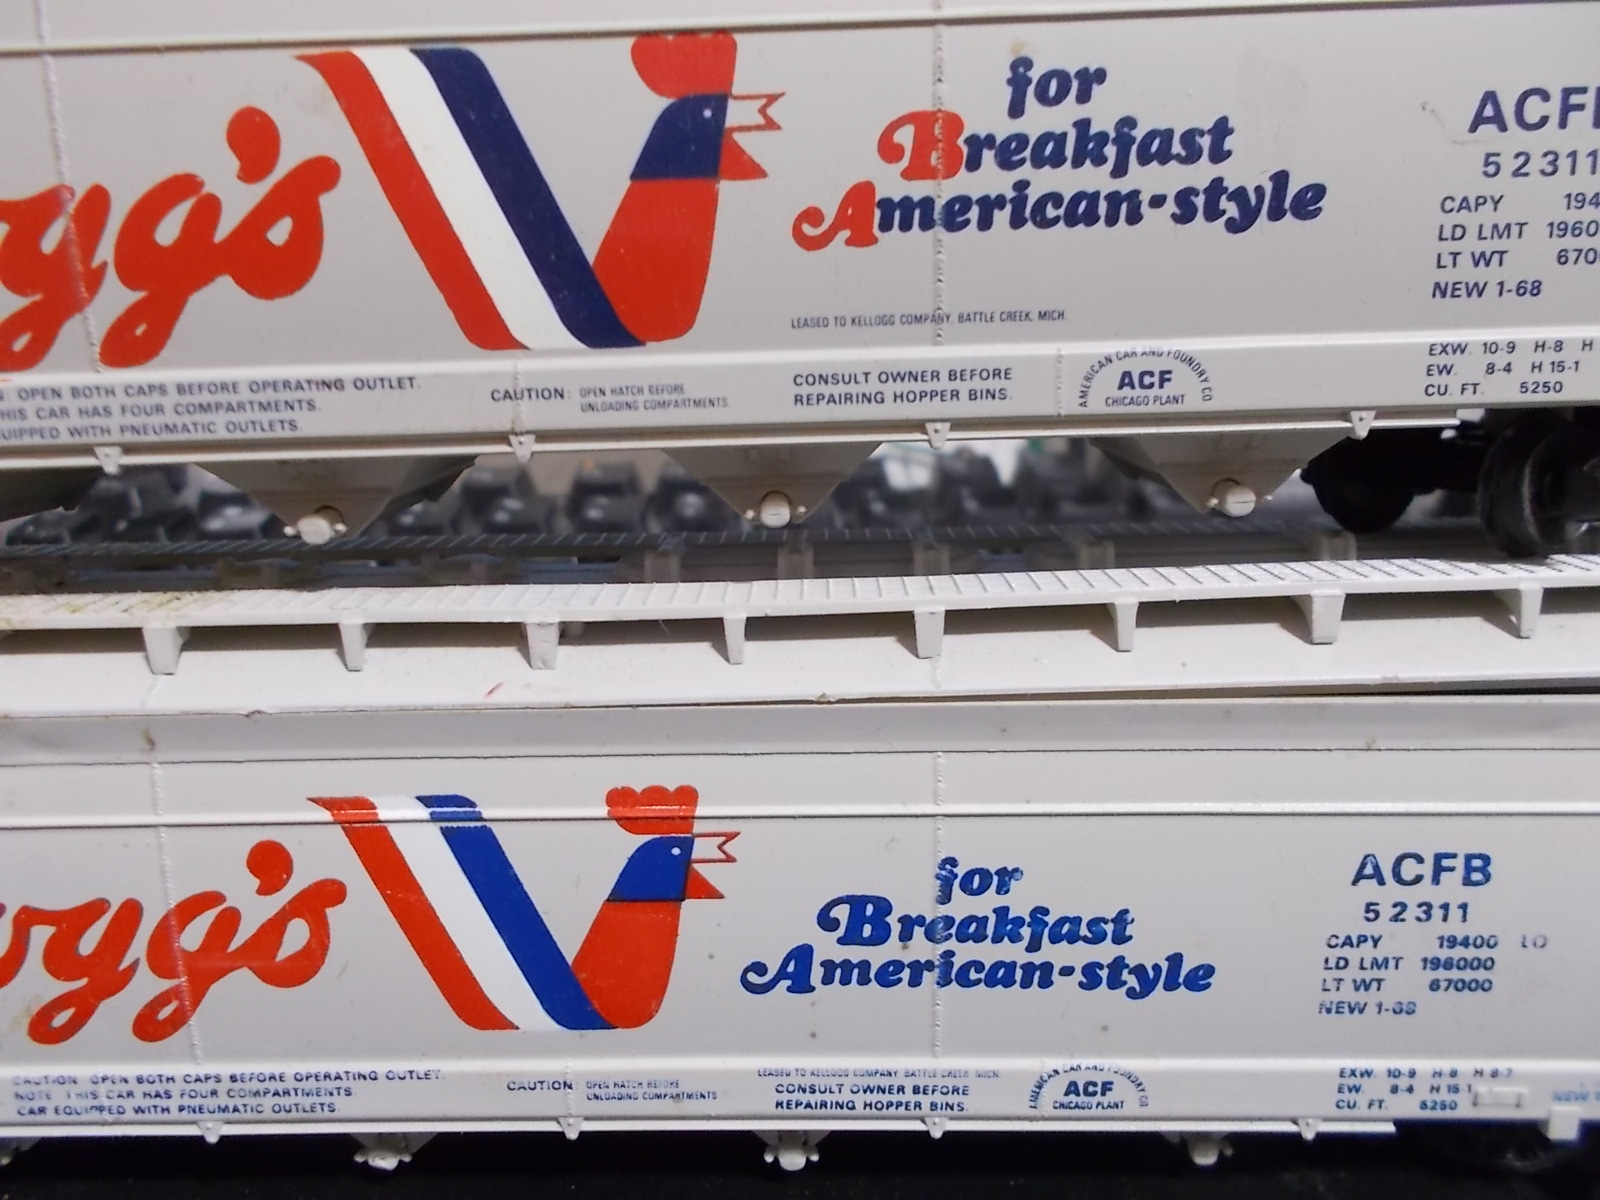 gg's
for
Breakfast
American-style
LEASED TO KELLOGG COMPANY, BATTLE CREEK, MICH.
ACF
52311
CAPY 194
LD LMT 1960
LT WT 670
NEW 1-68
OPEN BOTH CAPS BEFORE OPERATING OUTLET.
HIS CAR HAS FOUR COMPARTMENTS.
UIPPED WITH PNEUMATIC OUTLETS.
CAUTION: OPEN HATCH BEFORE
UNLOADING COMPARTMENTS
CONSULT OWNER BEFORE
REPAIRING HOPPER BINS.
AMERICAN CAR AND FOUNDRY CO
ACF
CHICAGO PLANT
EXW. 10-9 H-8 H
EW. 8-4 H 15-1
CU. FT. 5250
ogg's
for
Breakfast
American-style
ACFB
52311
CAPY 19400 LO
LD LMT 196000
LT WT 67000
NEW 1-68
CAUTION: OPEN BOTH CAPS BEFORE OPERATING OUTLET.
NOTE THIS CAR HAS FOUR COMPARTMENTS.
CAR EQUIPPED WITH PNEUMATIC OUTLETS.
CAUTION: OPEN HATCH BEFORE
UNLOADING COMPARTMENTS
LEASED TO KELLOGG COMPANY BATTLE CREEK, MICH.
CONSULT OWNER BEFORE
REPAIRING HOPPER BINS.
AMERICAN CAR AND FOUNDRY CO
ACF
CHICAGO PLANT
EXW. 10-9 H-8 H 8-7
EW. 8-4 H 15-1
CU. FT. 5250
NEW